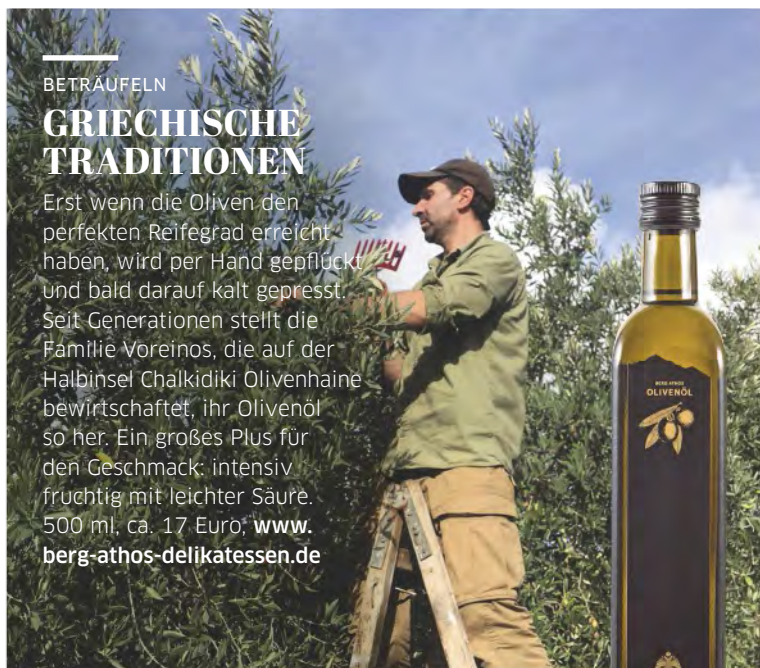 BETRÄUFELN
GRIECHISCHE
TRADITIONEN
Erst wenn die Oliven den
perfekten Reifegrad erreicht
haben, wird per Hand gepflückt
und bald darauf kalt gepresst.
Seit Generationen stellt die
Familie Voreinos, die auf der
Halbinsel Chalkidiki Olivenhaine
bewirtschaftet, ihr Olivenöl
so her. Ein großes Plus für
den Geschmack: intensiv
fruchtig mit leichter Säure.
500 ml, ca. 17 Euro, www.
berg-athos-delikatessen.de
BERG ATHOS
OLIVENÖL